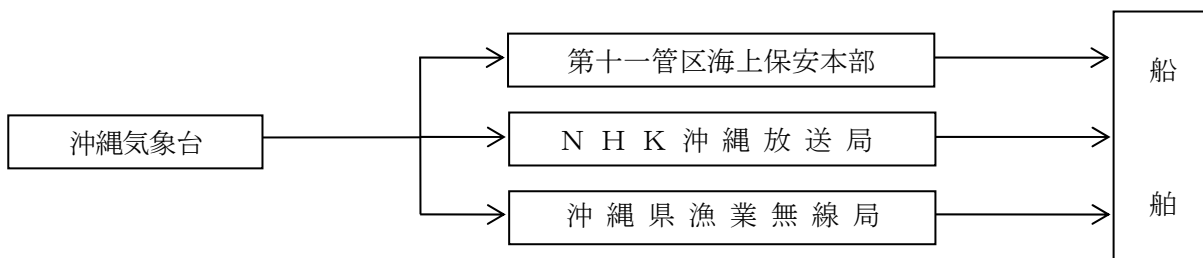 第十一管区海上保安本部
船
沖縄気象台
ＮＨＫ沖縄放送局
沖縄県漁業無線局
舶